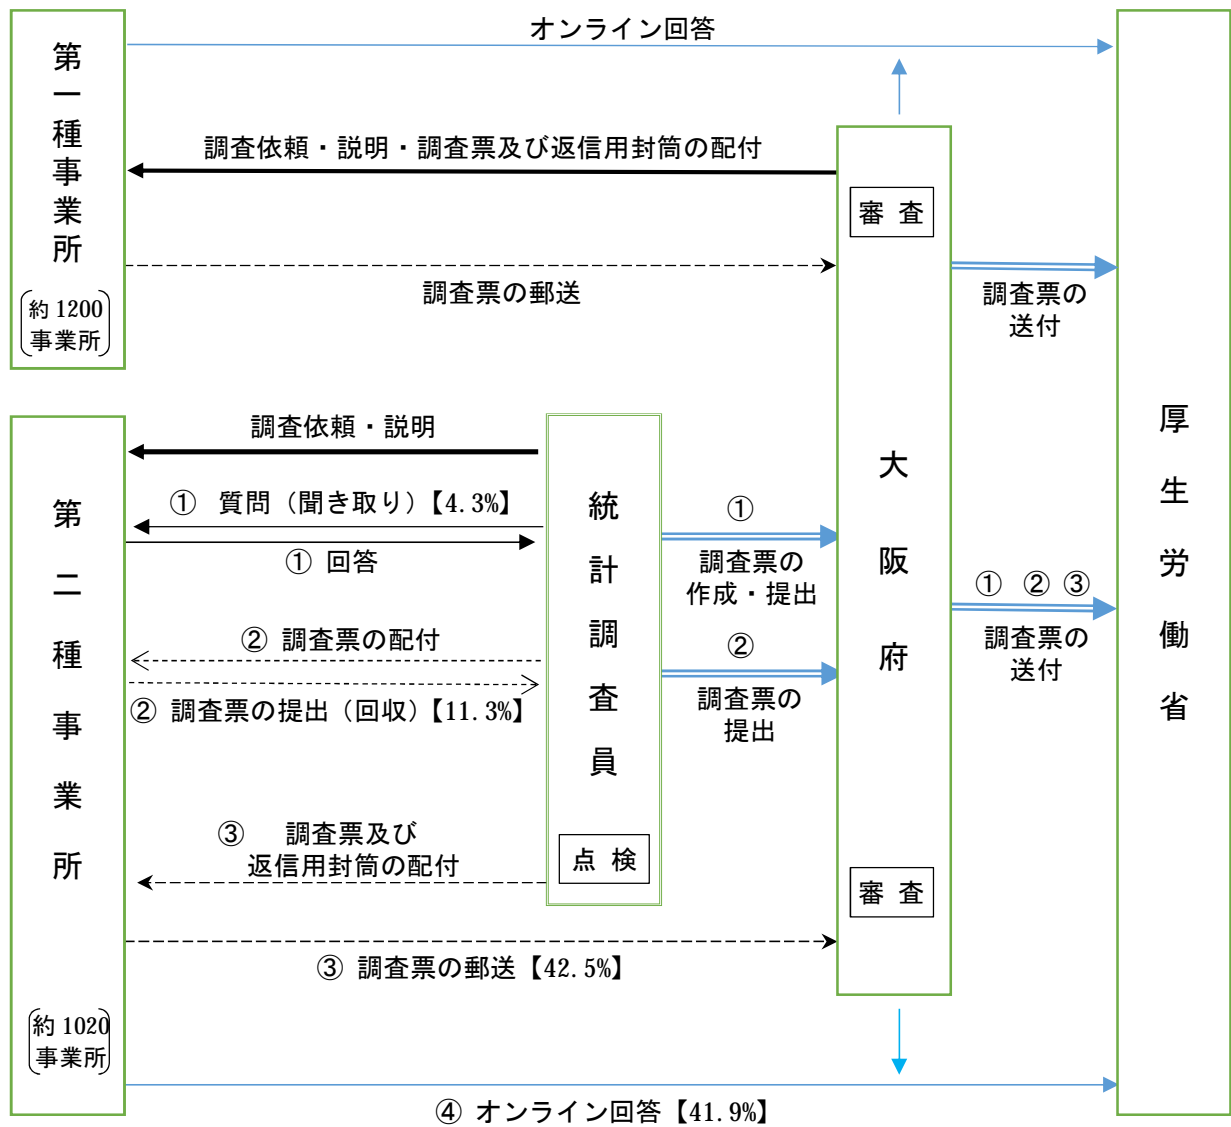 オンライン回答
第一種事業所
調査依頼・説明・調査票及び返信用封筒の配付
審 査
調査票の郵送
調査票の
送付
約 1200
事業所
厚生労働省
大阪府
調査依頼・説明
統計調査員
第二種事業所
① 質問（聞き取り）【4.3%】
①
① 回答
調査票の
作成・提出
① ② ③
調査票の
送付
② 調査票の配付
②
② 調査票の提出（回収）【11.3%】
調査票の
提出
③ 調査票及び
返信用封筒の配付
点 検
審 査
③ 調査票の郵送【42.5%】
約 1020
事業所
④ オンライン回答【41.9%】